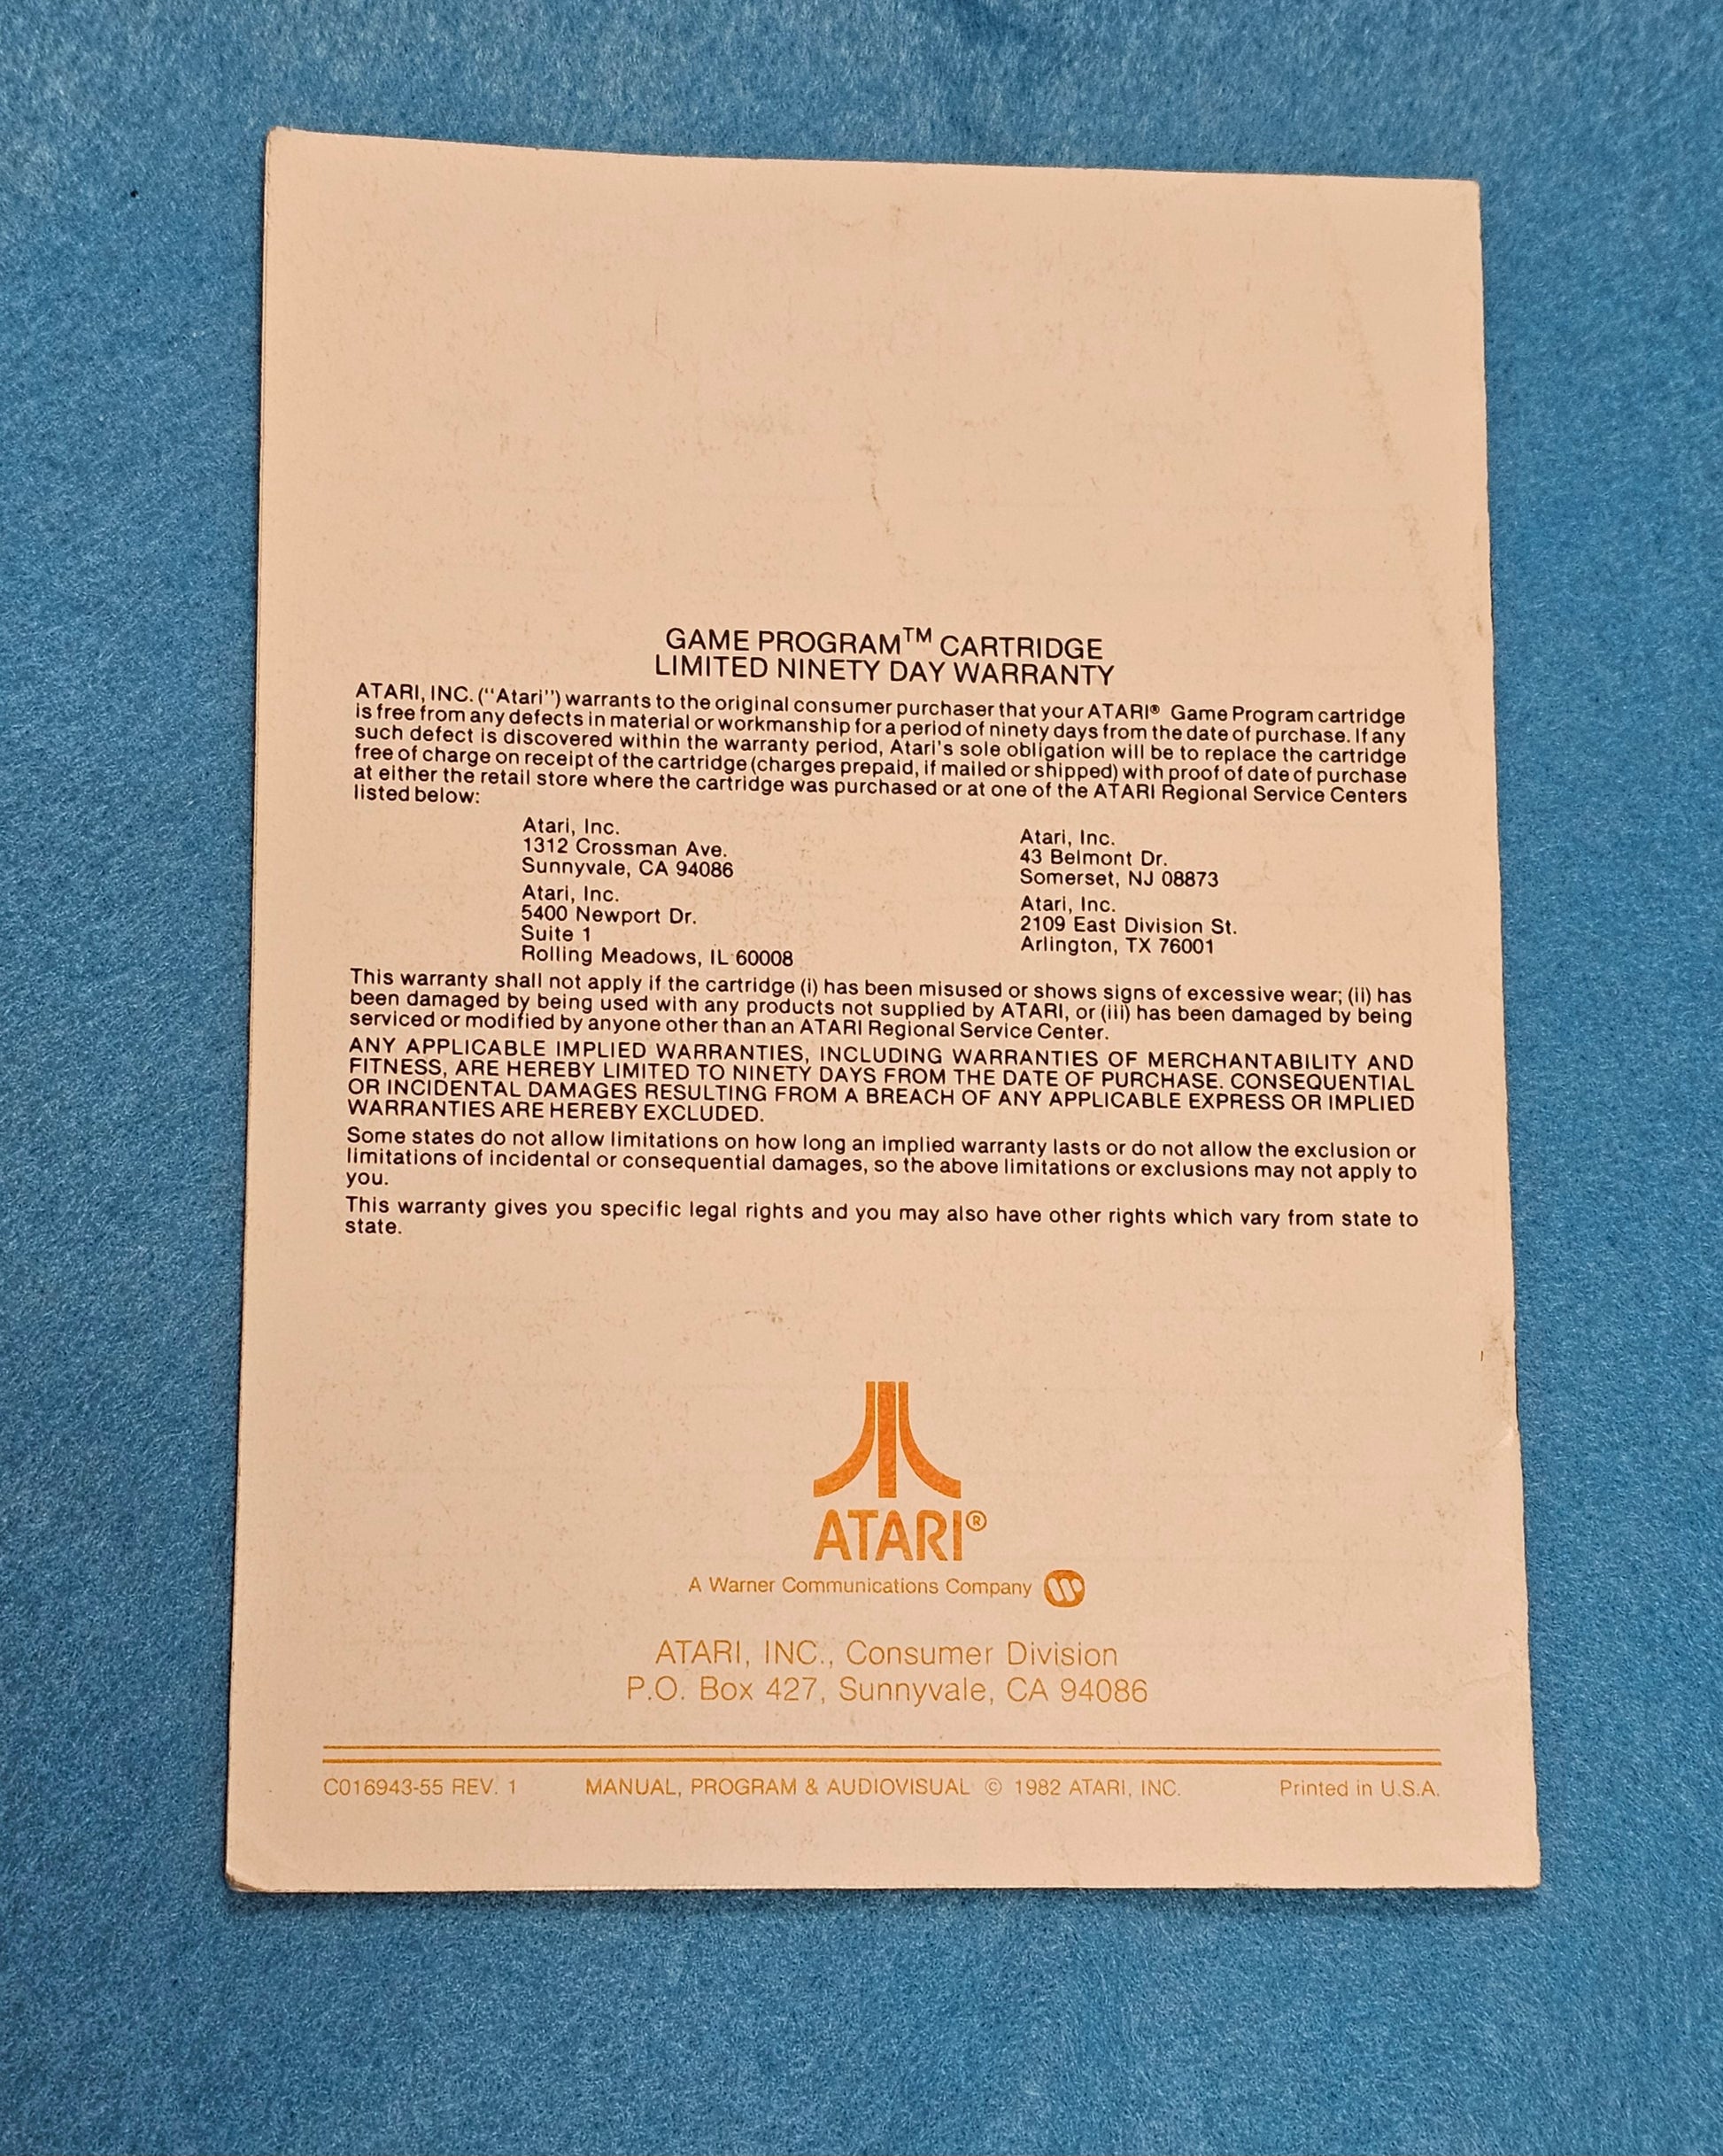 GAME PROGRAM™ CARTRIDGE
LIMITED NINETY DAY WARRANTY
ATARI, INC. (“Atari”) warrants to the original consumer purchaser that your ATARI® Game Program cartridge
is free from any defects in material or workmanship for a period of ninety days from the date of purchase. If any
such defect is discovered within the warranty period, Atari's sole obligation will be to replace the cartridge
free of charge on receipt of the cartridge (charges prepaid, if mailed or shipped) with proof of date of purchase
at either the retail store where the cartridge was purchased or at one of the ATARI Regional Service Centers
listed below:
Atari, Inc.
1312 Crossman Ave.
Sunnyvale, CA 94086
Atari, Inc.
5400 Newport Dr.
Suite 1
Rolling Meadows, IL 60008
Atari, Inc.
43 Belmont Dr.
Somerset, NJ 08873
Atari, Inc.
2109 East Division St.
Arlington, TX 76001
This warranty shall not apply if the cartridge (i) has been misused or shows signs of excessive wear; (ii) has
been damaged by being used with any products not supplied by ATARI, or (iii) has been damaged by being
serviced or modified by anyone other than an ATARI Regional Service Center.
ANY APPLICABLE IMPLIED WARRANTIES, INCLUDING WARRANTIES OF MERCHANTABILITY AND
FITNESS, ARE HEREBY LIMITED TO NINETY DAYS FROM THE DATE OF PURCHASE. CONSEQUENTIAL
OR INCIDENTAL DAMAGES RESULTING FROM A BREACH OF ANY APPLICABLE EXPRESS OR IMPLIED
WARRANTIES ARE HEREBY EXCLUDED.
Some states do not allow limitations on how long an implied warranty lasts or do not allow the exclusion or
limitations of incidental or consequential damages, so the above limitations or exclusions may not apply to
you.
This warranty gives you specific legal rights and you may also have other rights which vary from state to
state.
ATARI®
A Warner Communications Company
ATARI, INC., Consumer Division
P.O. Box 427, Sunnyvale, CA 94086
C016943-55 REV. 1 MANUAL, PROGRAM & AUDIOVISUAL © 1982 ATARI, INC. Printed in U.S.A.